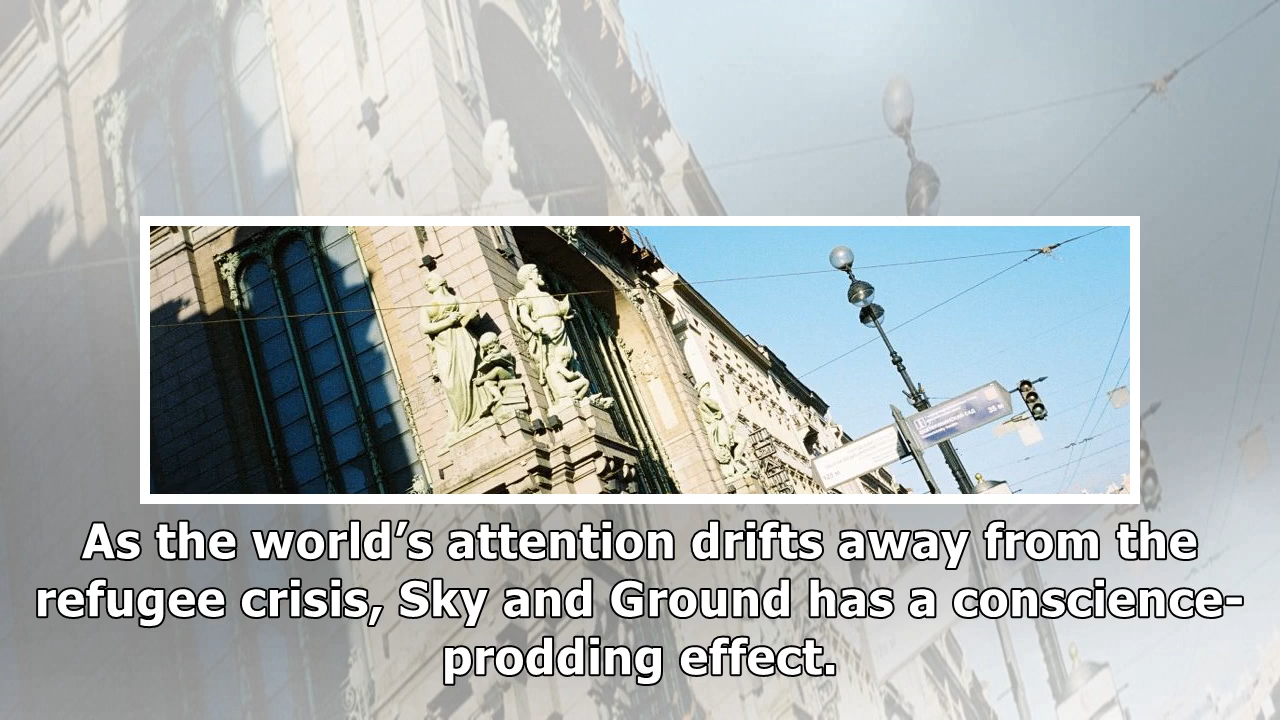 As the world’s attention drifts away from the
refugee crisis, Sky and Ground has a conscience-
prodding effect.